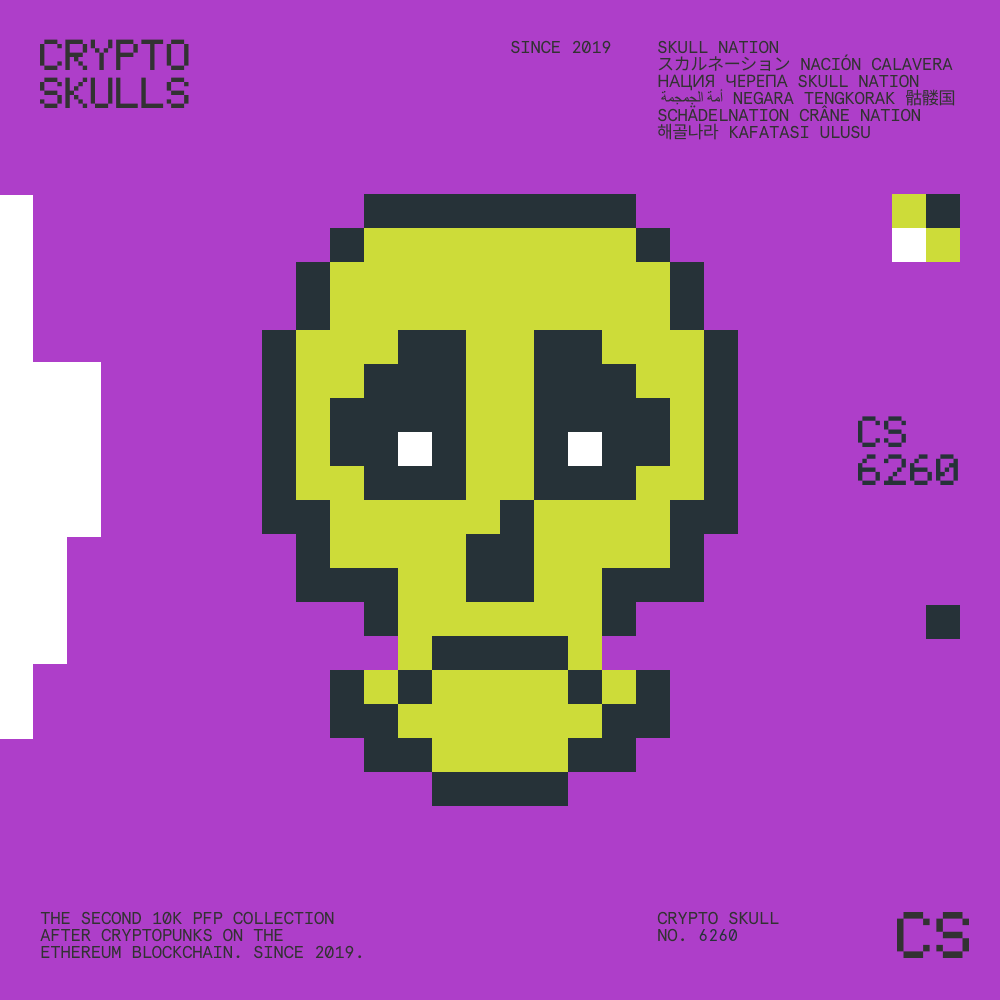 CRYPTO
SKULLS
SINCE 2019
SKULL NATION
スカルネーション NACIÓN CALAVERA
НАЦИЯ ЧЕРЕПА SKULL NATION
أمة الجمجمة NEGARA TENGKORAK 骷髅国
SCHÄDELNATION CRÂNE NATION
해골나라 KAFATASI ULUSU
CS
6260
THE SECOND 10K PFP COLLECTION
AFTER CRYPTOPUNKS ON THE
ETHEREUM BLOCKCHAIN. SINCE 2019.
CRYPTO SKULL
NO. 6260
CS